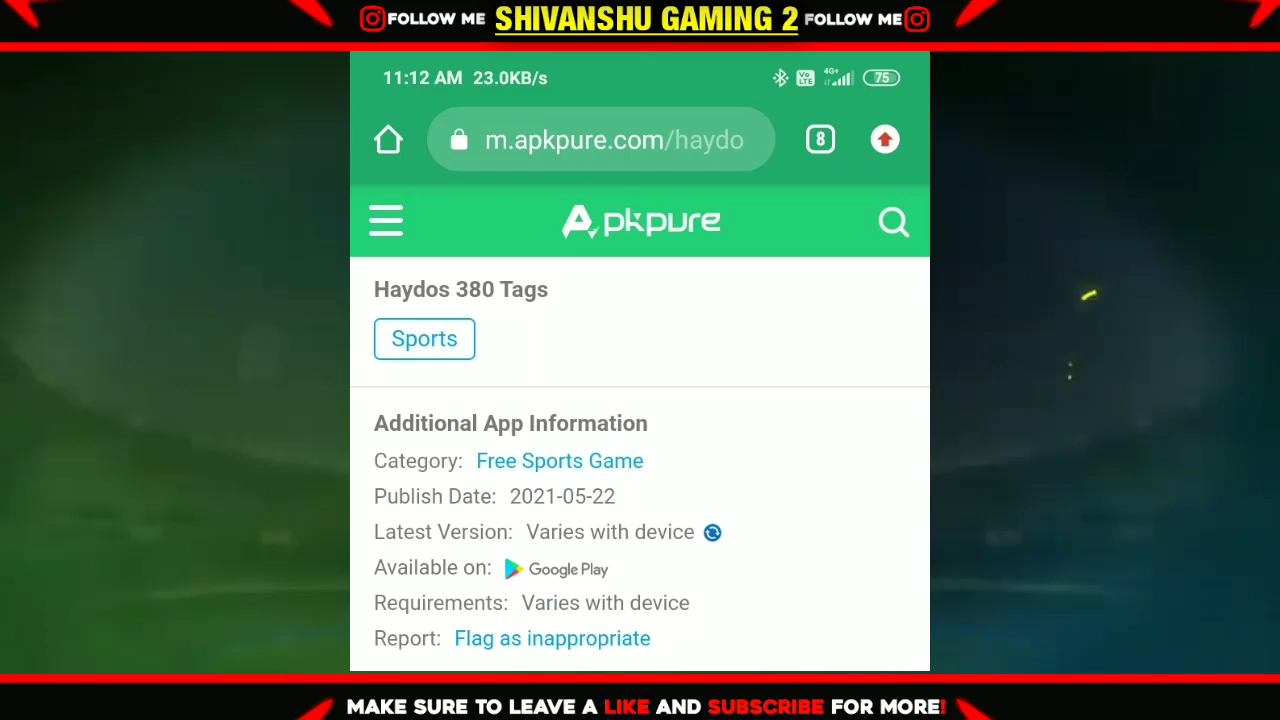 FOLLOW ME SHIVANSHU GAMING 2 FOLLOW ME
11:12 AM 23.0KB/s Vo LTE 4G+ 75
m.apkpure.com/haydo 8
Apkpure
Haydos 380 Tags
Sports
Additional App Information
Category: Free Sports Game
Publish Date: 2021-05-22
Latest Version: Varies with device
Available on: Google Play
Requirements: Varies with device
Report: Flag as inappropriate
MAKE SURE TO LEAVE A LIKE AND SUBSCRIBE FOR MORE!